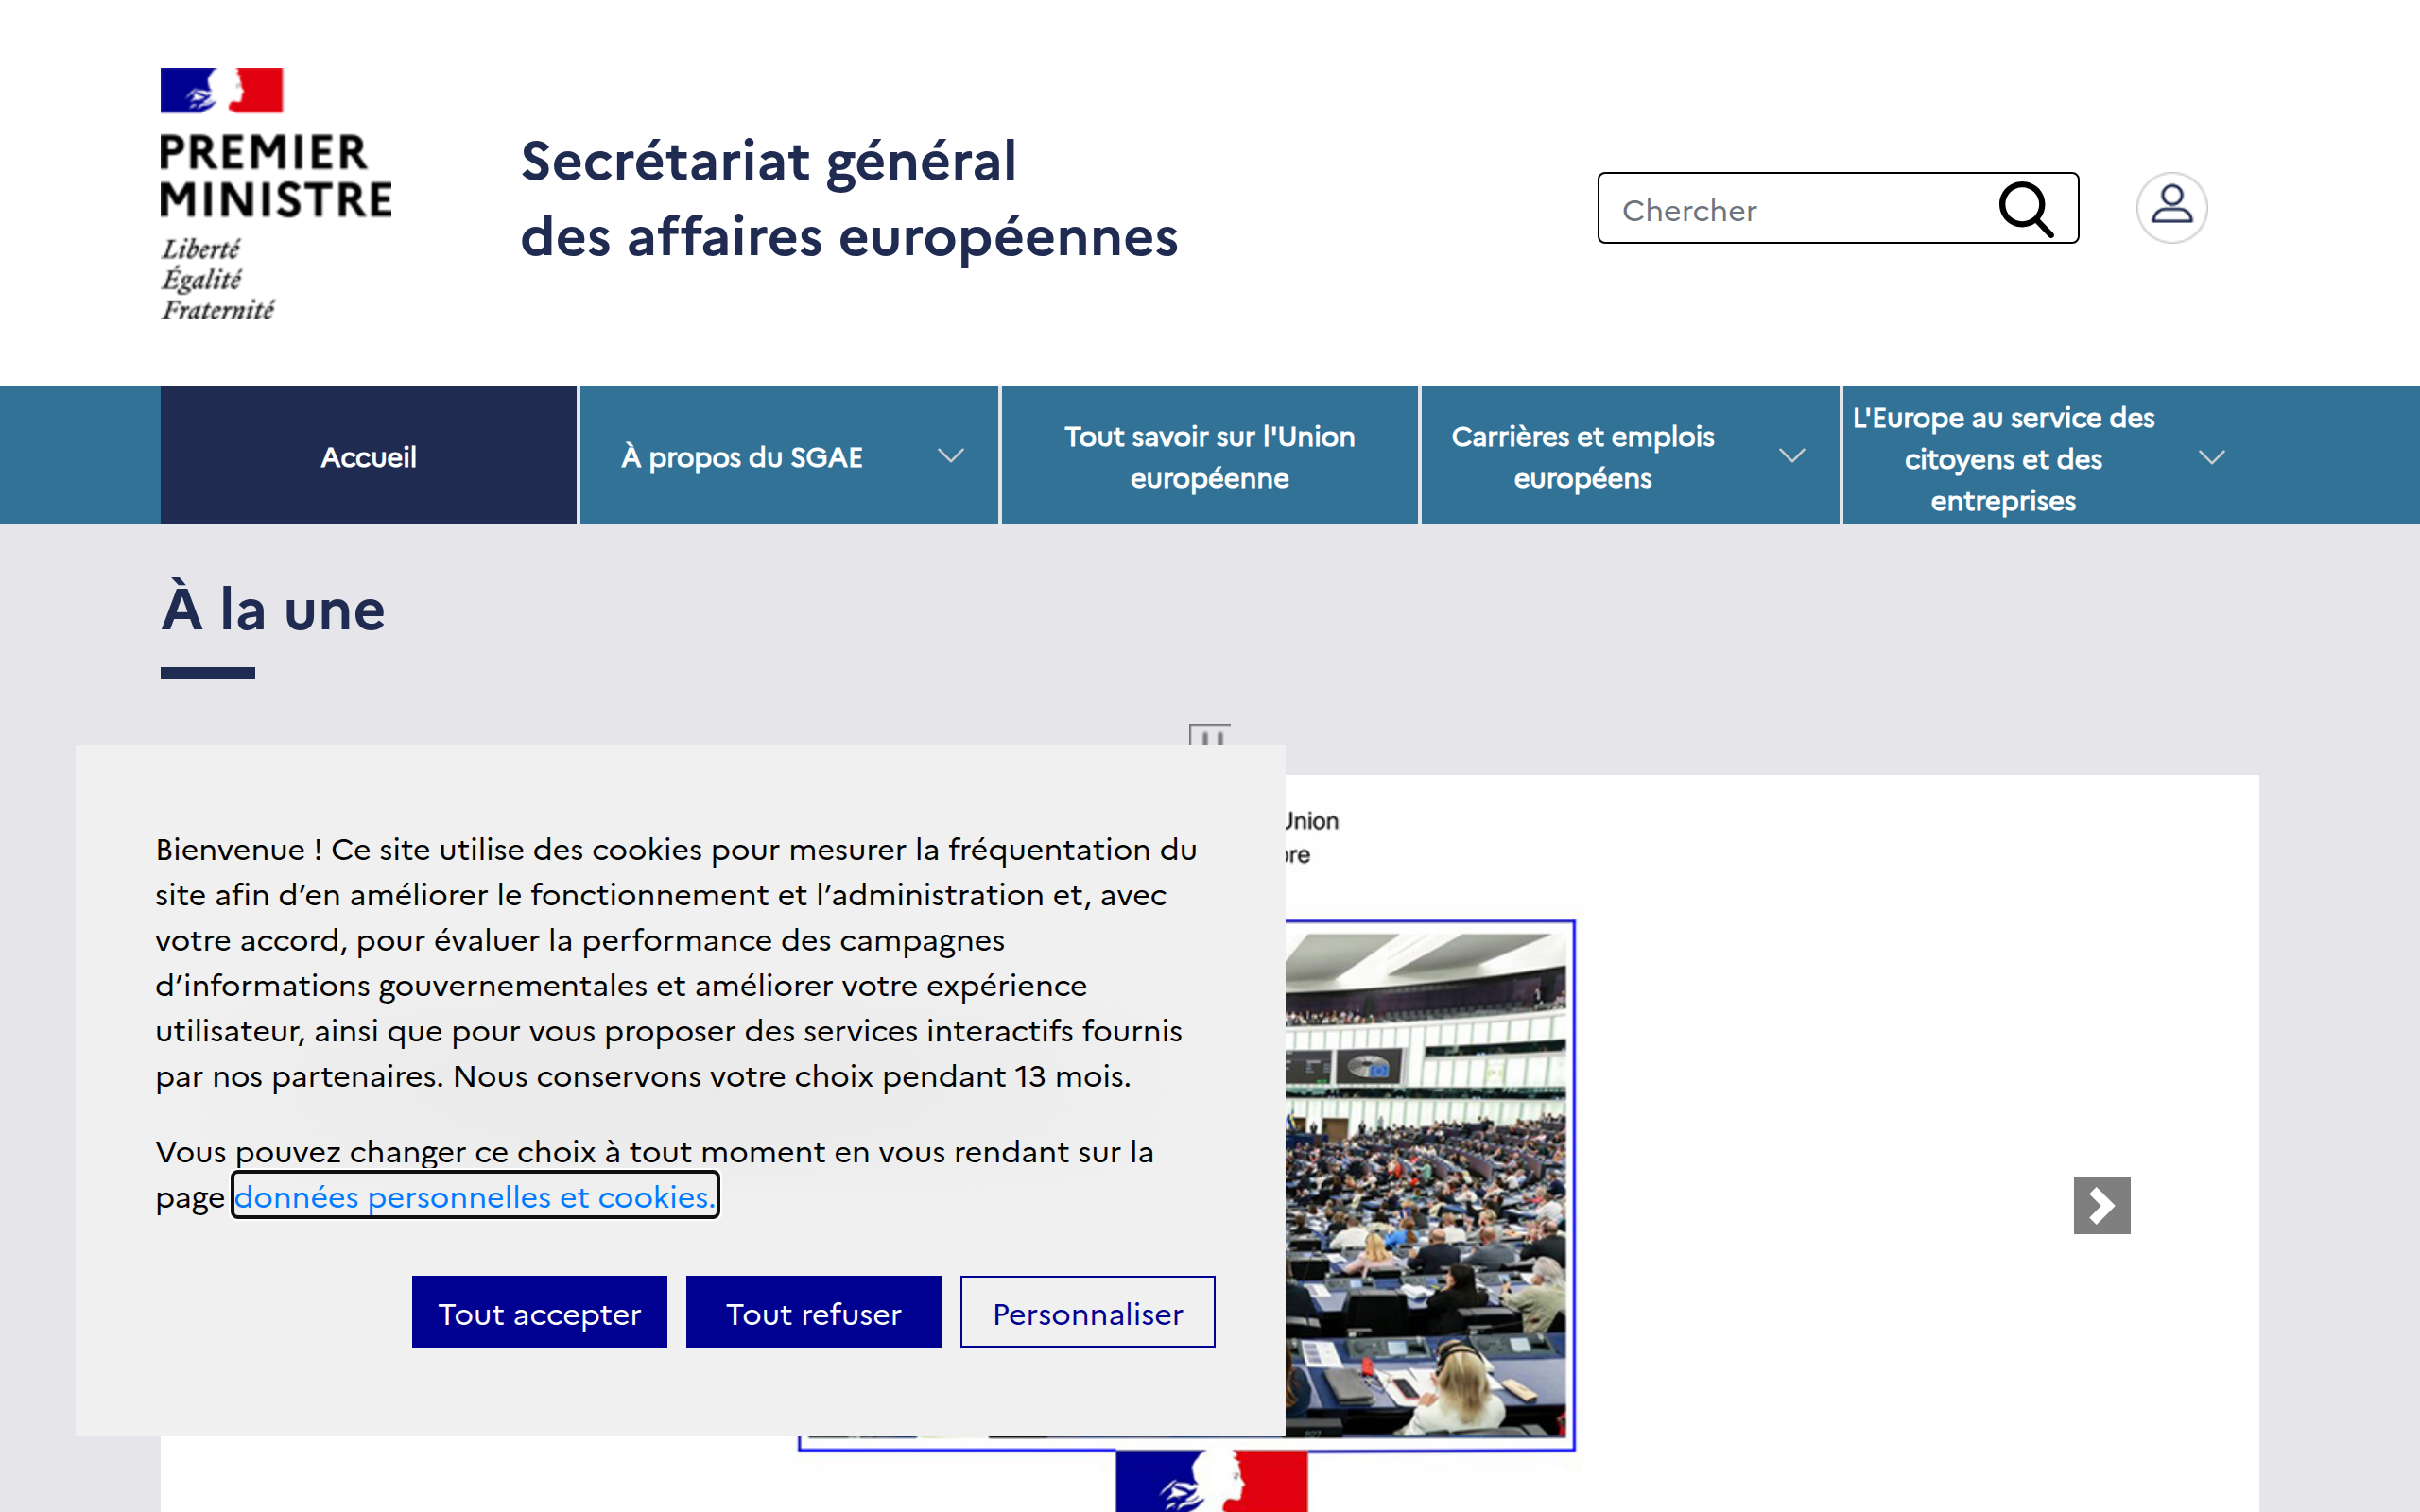 PREMIER
MINISTRE
Liberté
Égalité
Fraternité
Secrétariat général
des affaires européennes
Chercher
Accueil
À propos du SGAE
Tout savoir sur l'Union
européenne
Carrières et emplois
européens
L'Europe au service des
citoyens et des
entreprises
À la une
Union
Bienvenue ! Ce site utilise des cookies pour mesurer la fréquentation du
site afin d’en améliorer le fonctionnement et l’administration et, avec
votre accord, pour évaluer la performance des campagnes
d’informations gouvernementales et améliorer votre expérience
utilisateur, ainsi que pour vous proposer des services interactifs fournis
par nos partenaires. Nous conservons votre choix pendant 13 mois.
Vous pouvez changer ce choix à tout moment en vous rendant sur la
page données personnelles et cookies.
Tout accepter
Tout refuser
Personnaliser